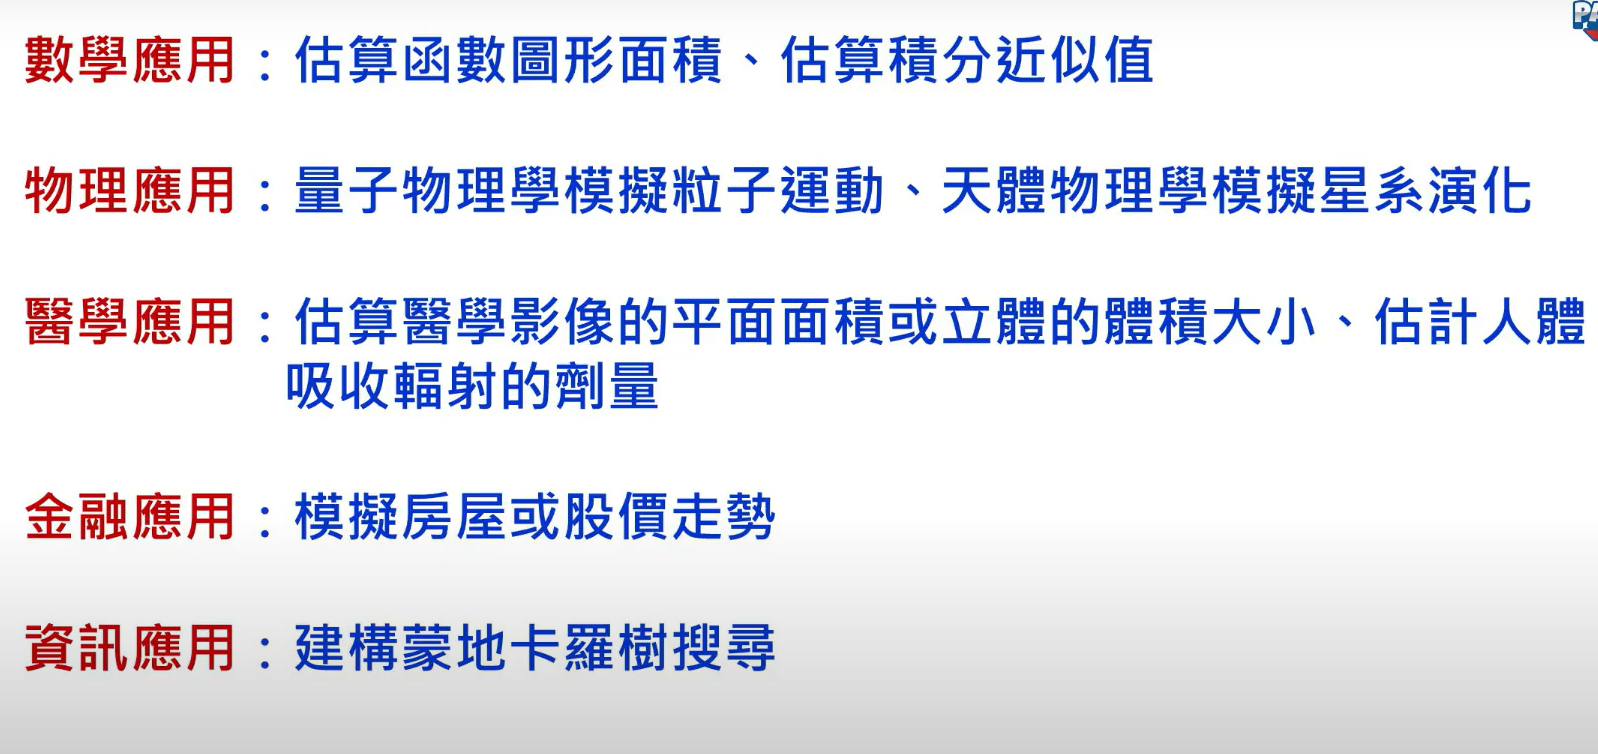 數學應用：估算函數圖形面積、估算積分近似值
物理應用：量子物理學模擬粒子運動、天體物理學模擬星系演化
醫學應用：估算醫學影像的平面面積或立體的體積大小、估計人體
吸收輻射的劑量
金融應用：模擬房屋或股價走勢
資訊應用：建構蒙地卡羅樹搜尋